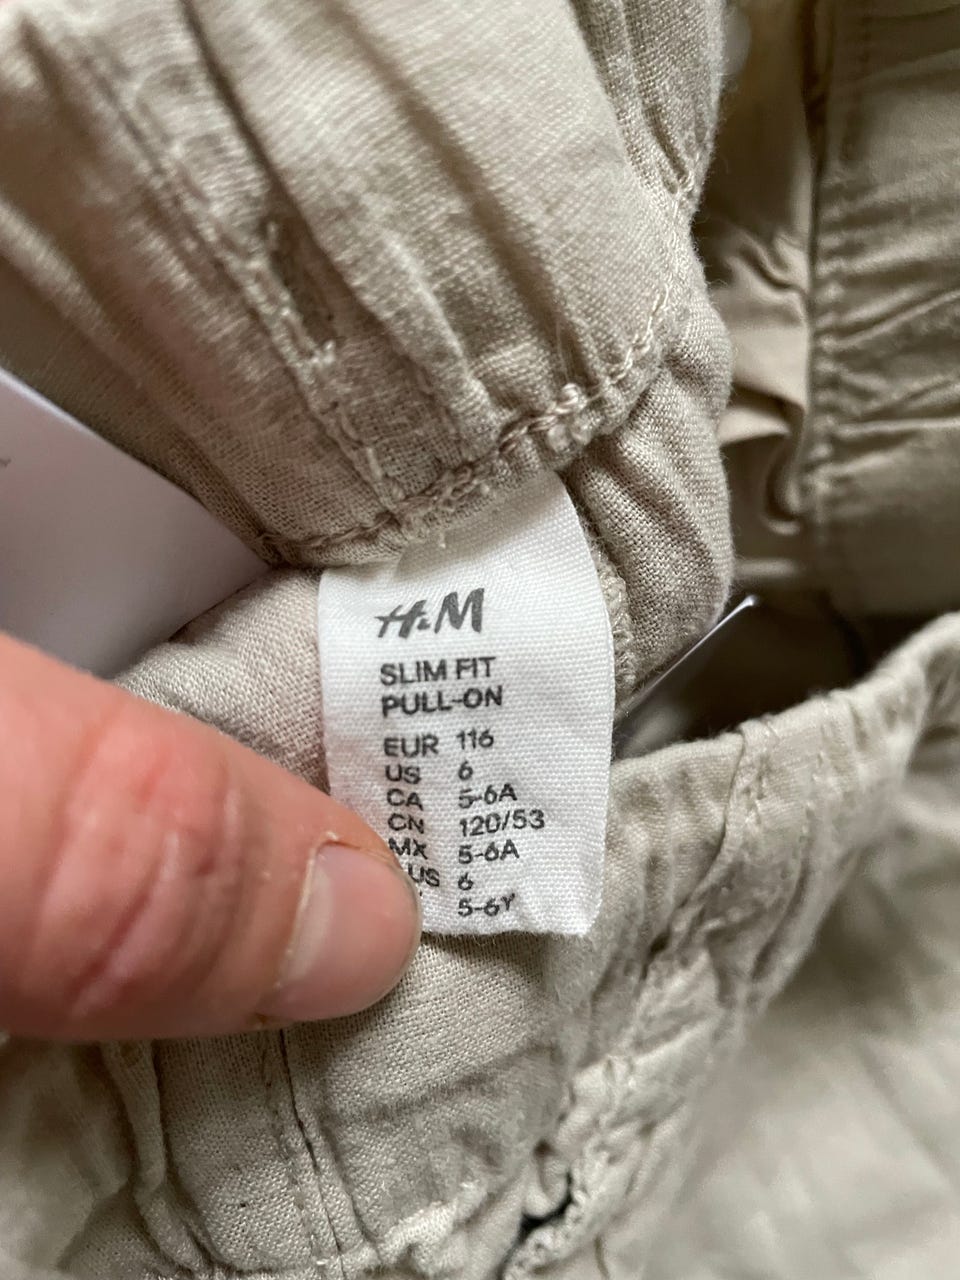 H&M
SLIM FIT
PULL-ON
EUR 116
US 6
CA 5-6A
CN 120/53
MX 5-6A
US 6
5-6Y